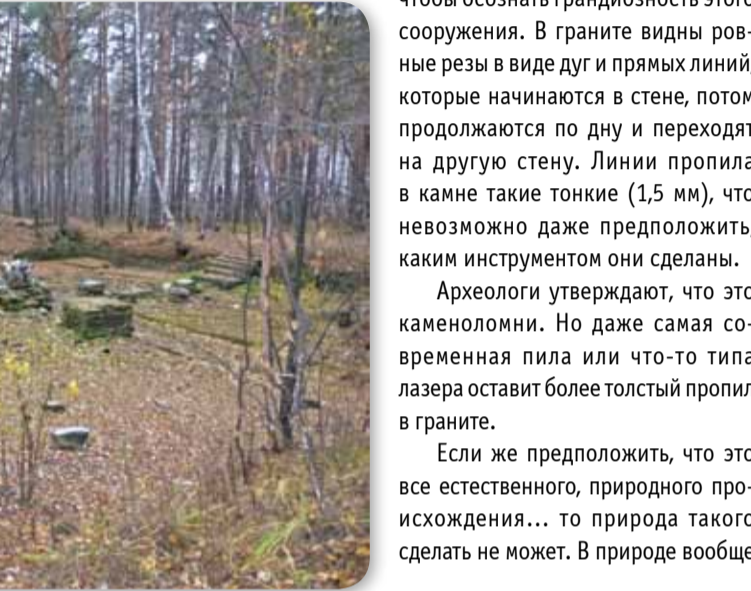 чтобы осознать грандиозность этого
сооружения. В граните видны ров-
ные резы в виде дуг и прямых линий,
которые начинаются в стене, потом
продолжаются по дну и переходят
на другую стену. Линии пропила
в камне такие тонкие (1,5 мм), что
невозможно даже предположить,
каким инструментом они сделаны.
Археологи утверждают, что это
каменоломни. Но даже самая со-
временная пила или что-то типа
лазера оставит более толстый пропил
в граните.
Если же предположить, что это
все естественного, природного про-
исхождения... то природа такого
сделать не может. В природе вообще